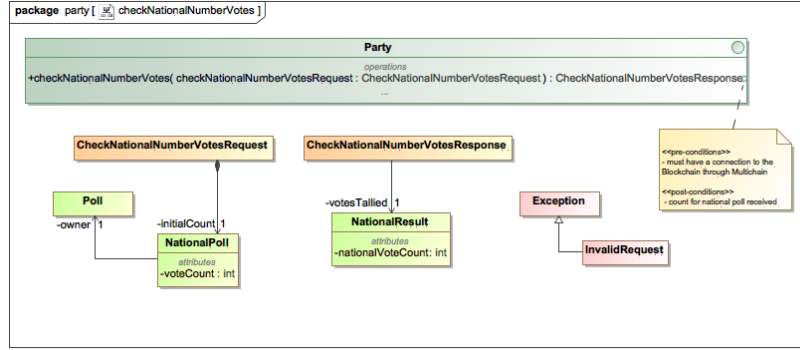 package party [ checkNationalNumberVotes ]
Party
operations
+checkNationalNumberVotes( checkNationalNumberVotesRequest : CheckNationalNumberVotesRequest ) : CheckNationalNumberVotesResponse
...
CheckNationalNumberVotesRequest
CheckNationalNumberVotesResponse
<<pre-conditions>>
- must have a connection to the
Blockchain through Multichain
<<post-conditions>>
- count for national poll received
Poll
-owner 1
-initialCount 1
NationalPoll
attributes
-voteCount : int
-votesTallied 1
NationalResult
attributes
-nationalVoteCount: int
Exception
InvalidRequest